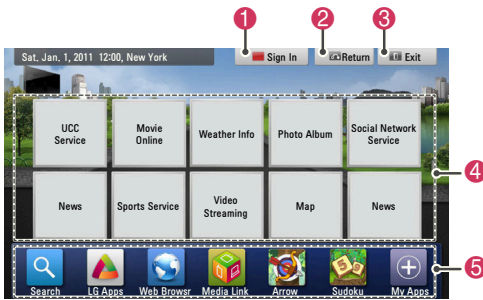 1 2 3
Sat. Jan. 1, 2011 12:00, New York Sign In Return Exit
UCC Service
Movie Online
Weather Info
Photo Album
Social Network Service
4
News
Sports Service
Video Streaming
Map
News
5
Search LG Apps Web Browsr Media Link Arrow Sudoku My Apps